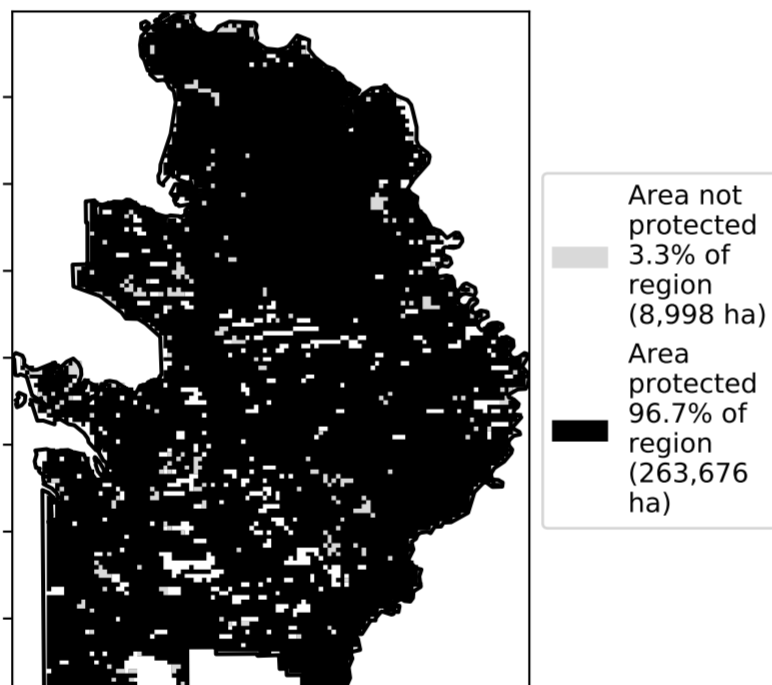 Area not
protected
3.3% of
region
(8,998 ha)
Area
protected
96.7% of
region
(263,676
ha)